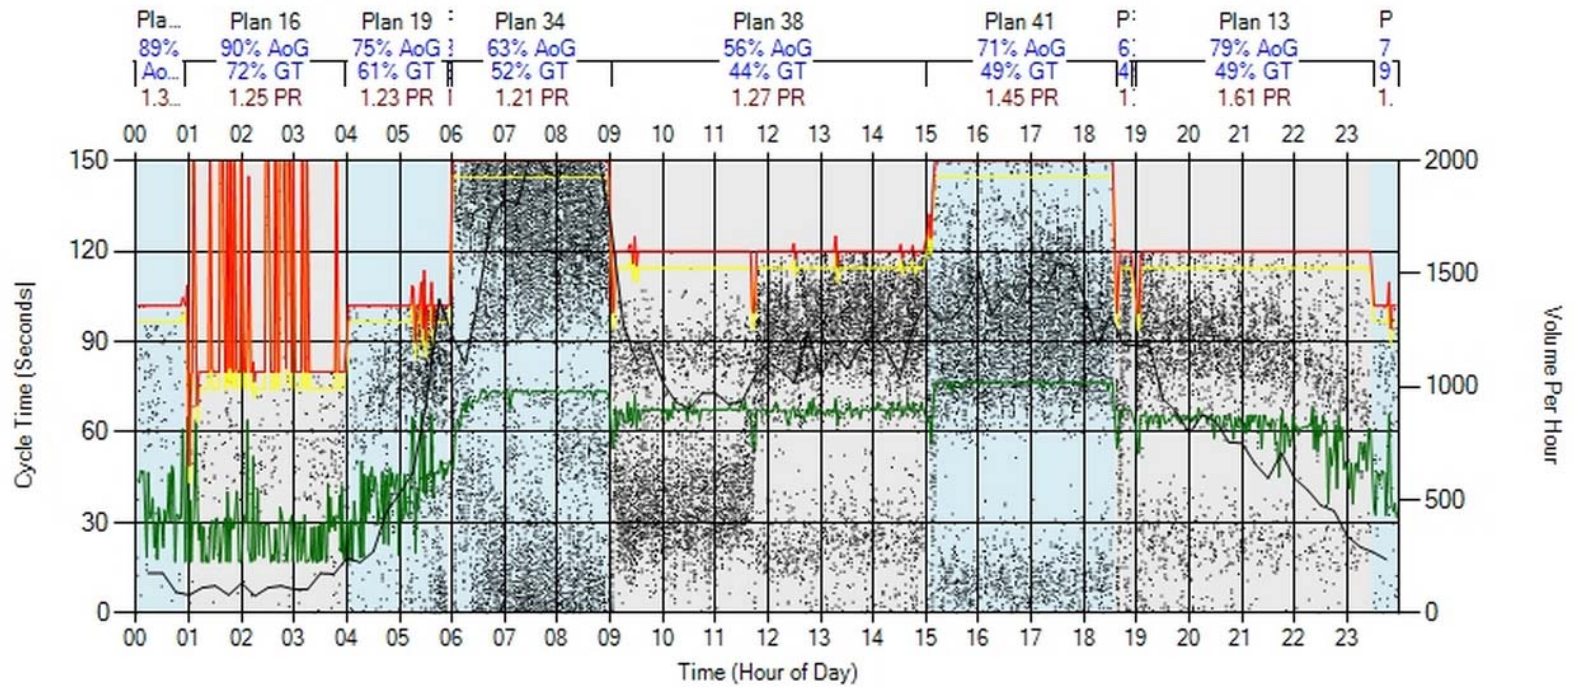 Pla... Plan 16 Plan 19 Plan 34 Plan 38 Plan 41 P Plan 13 P
89% 90% AoG 75% AoG 63% AoG 56% AoG 71% AoG 6 79% AoG 7
Ao... 72% GT 61% GT 52% GT 44% GT 49% GT 4 49% GT 9
1.3... 1.25 PR 1.23 PR 1.21 PR 1.27 PR 1.45 PR 1. 1.61 PR 1.
00 01 02 03 04 05 06 07 08 09 10 11 12 13 14 15 16 17 18 19 20 21 22 23
150 2000
120
1500
90
1000
60
500
30
0 0
00 01 02 03 04 05 06 07 08 09 10 11 12 13 14 15 16 17 18 19 20 21 22 23
Time (Hour of Day)
Cycle Time [Seconds]
Volume Per Hour